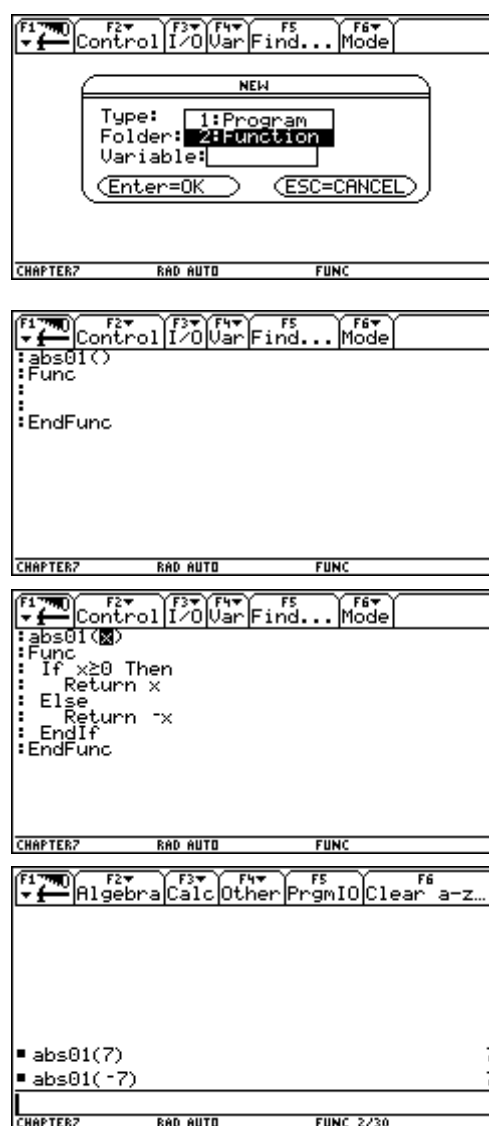 F1 F2 F3 F4 F5 F6
Control I/O Var Find... Mode
NEW
Type: 1:Program
Folder: 2:Function
Variable:
Enter=OK ESC=CANCEL
CHAPTER7 RAD AUTO FUNC
F1 F2 F3 F4 F5 F6
Control I/O Var Find... Mode
:abs01()
:Func
:
:
:EndFunc
CHAPTER7 RAD AUTO FUNC
F1 F2 F3 F4 F5 F6
Control I/O Var Find... Mode
:abs01(x)
:Func
: If x≥0 Then
: Return x
: Else
: Return -x
: EndIf
:EndFunc
CHAPTER7 RAD AUTO FUNC
F1 F2 F3 F4 F5 F6
Algebra Calc Other PrgmIO Clear a-z...
▪ abs01(7)
▪ abs01(-7)
CHAPTER7 RAD AUTO FUNC 2/30